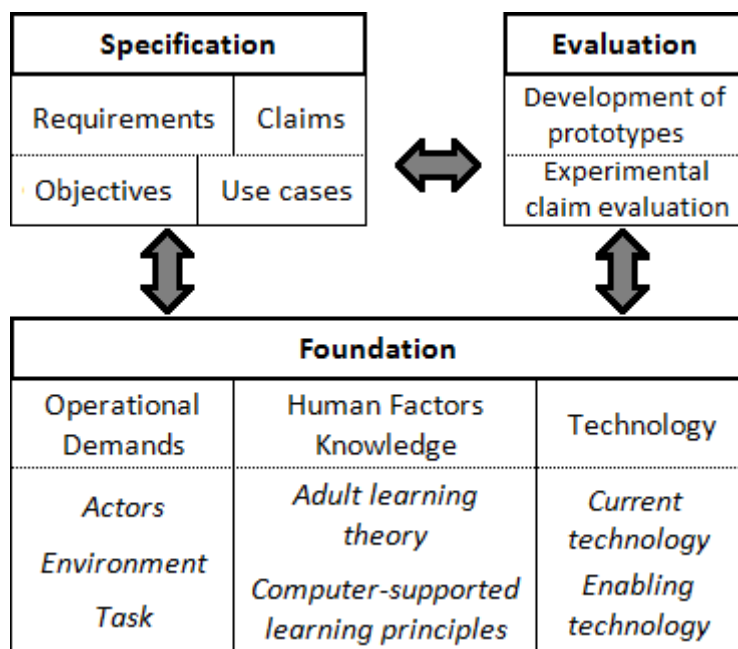 Specification
Requirements
Claims
Objectives
Use cases
Evaluation
Development of
prototypes
Experimental
claim evaluation
Foundation
Operational
Demands
Actors
Environment
Task
Human Factors
Knowledge
Adult learning
theory
Computer-supported
learning principles
Technology
Current
technology
Enabling
technology